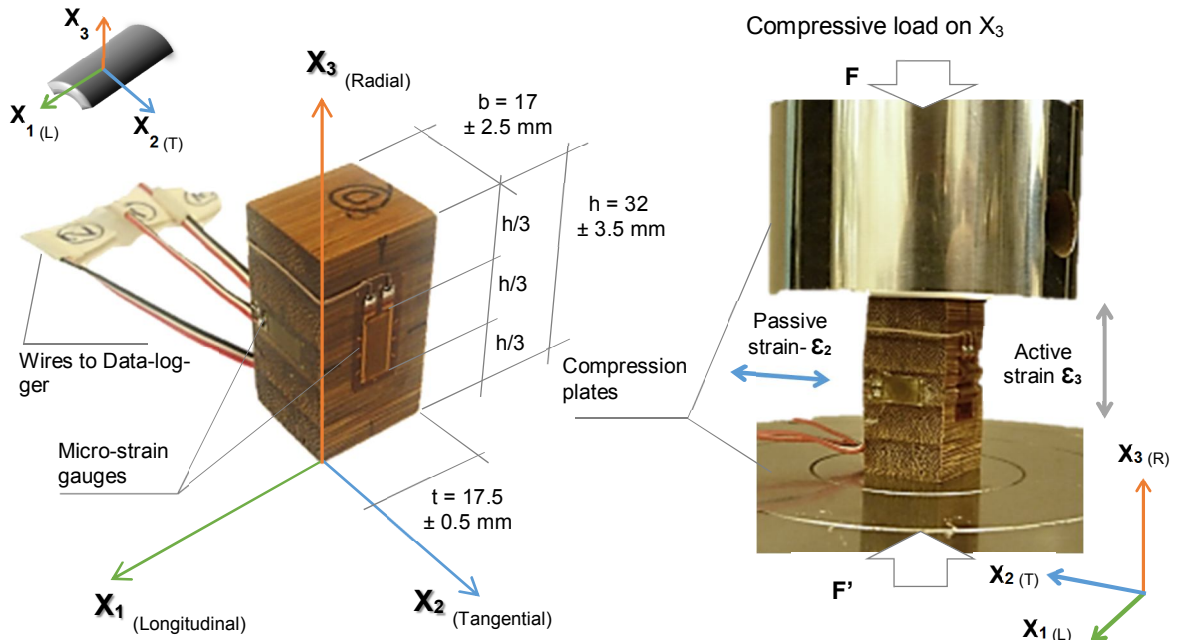 X3
X1 (L)
X2 (T)
X3 (Radial)
b = 17
± 2.5 mm
h/3
h/3
h/3
h = 32
± 3.5 mm
Wires to Data-log-
ger
Micro-strain
gauges
t = 17.5
± 0.5 mm
X1 (Longitudinal)
X2 (Tangential)
Compressive load on X3
F
Passive
strain- ε2
Active
strain ε3
Compression
plates
F’
X3 (R)
X2 (T)
X1 (L)